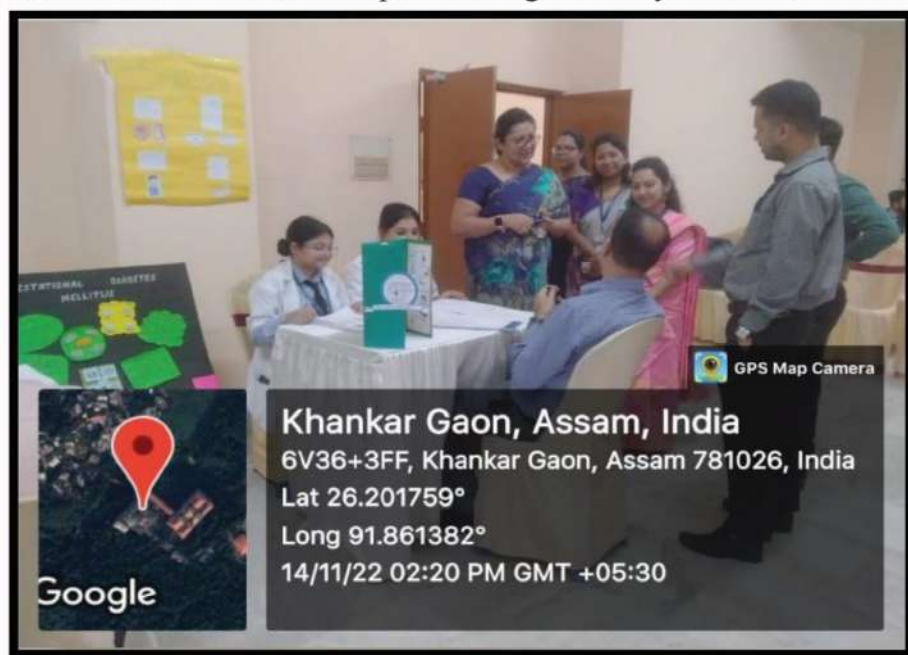 ESTATIONAL DIABETES
MELLITUS
GPS Map Camera
Khankar Gaon, Assam, India
6V36+3FF, Khankar Gaon, Assam 781026, India
Lat 26.201759°
Long 91.861382°
14/11/22 02:20 PM GMT +05:30
Google